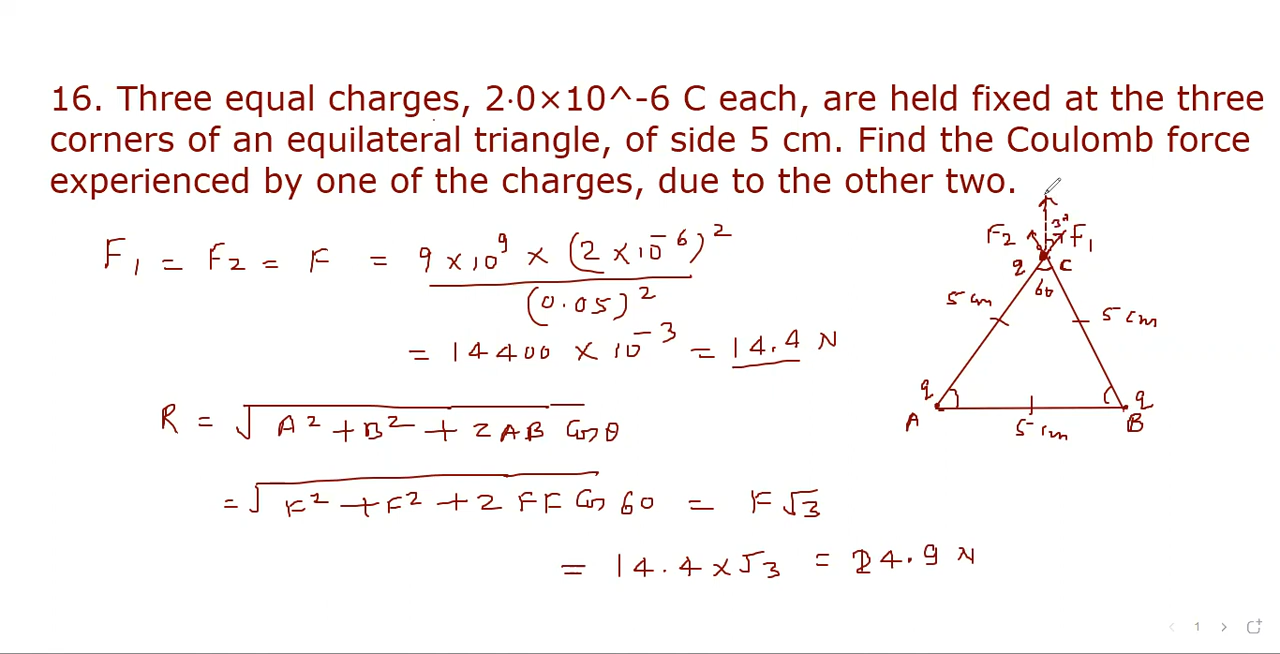 16. Three equal charges, 2·0×10^-6 C each, are held fixed at the three
corners of an equilateral triangle, of side 5 cm. Find the Coulomb force
experienced by one of the charges, due to the other two.
F₁ = F₂ = F = 9 × 10⁹ × (2 × 10⁻⁶)² / (0.05)²
= 14400 × 10⁻³ = 14.4 N
R = √A² + B² + 2AB Cos θ
= √F² + F² + 2 FF Cos 60 = F√3
= 14.4 × √3 = 24.9 N
F₂ F₁
q C
60
5 cm 5 cm
q q
A 5 cm B
1